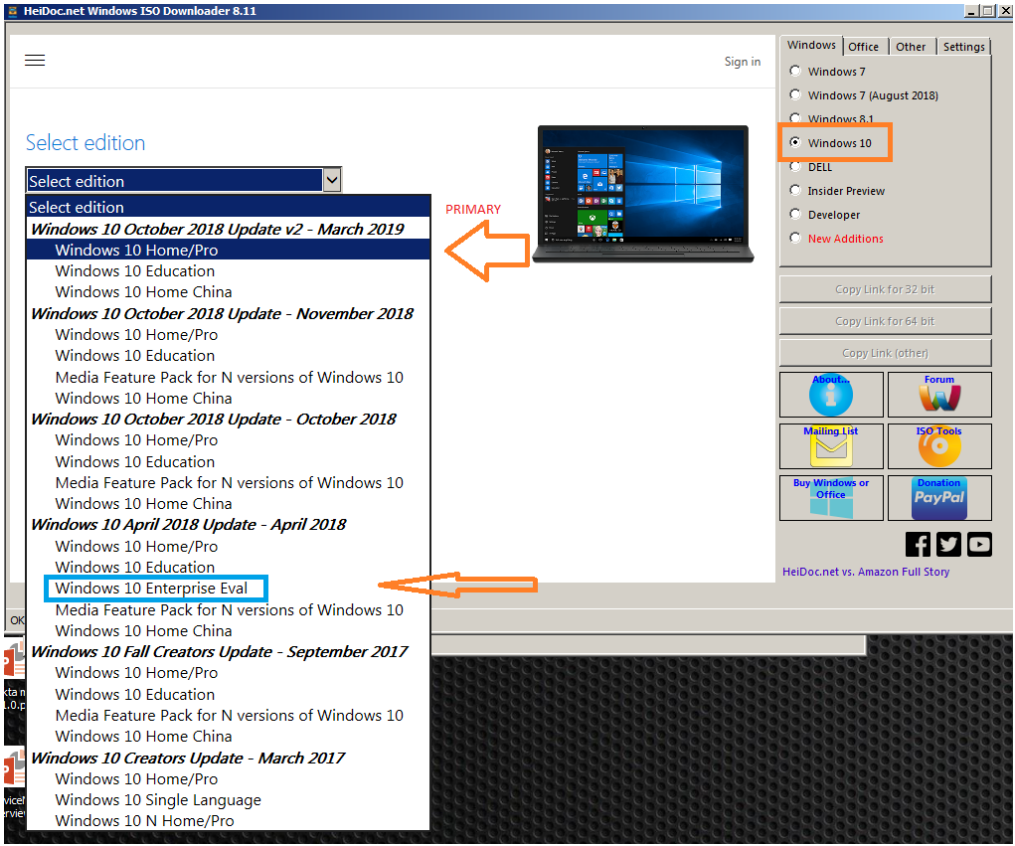 HeiDoc.net Windows ISO Downloader 8.11
Sign in
Select edition
Select edition
Select edition
Windows 10 October 2018 Update v2 - March 2019
Windows 10 Home/Pro
Windows 10 Education
Windows 10 Home China
Windows 10 October 2018 Update - November 2018
Windows 10 Home/Pro
Windows 10 Education
Media Feature Pack for N versions of Windows 10
Windows 10 Home China
Windows 10 October 2018 Update - October 2018
Windows 10 Home/Pro
Windows 10 Education
Media Feature Pack for N versions of Windows 10
Windows 10 Home China
Windows 10 April 2018 Update - April 2018
Windows 10 Home/Pro
Windows 10 Education
Windows 10 Enterprise Eval
Media Feature Pack for N versions of Windows 10
Windows 10 Home China
Windows 10 Fall Creators Update - September 2017
Windows 10 Home/Pro
Windows 10 Education
Media Feature Pack for N versions of Windows 10
Windows 10 Home China
Windows 10 Creators Update - March 2017
Windows 10 Home/Pro
Windows 10 Single Language
Windows 10 N Home/Pro
PRIMARY
Windows Office Other Settings
Windows 7
Windows 7 (August 2018)
Windows 8.1
Windows 10
DELL
Insider Preview
Developer
New Additions
Copy Link for 32 bit
Copy Link for 64 bit
Copy Link (other)
About...
Forum
Mailing List
ISO Tools
Buy Windows or
Office
Donation
PayPal
HeiDoc.net vs. Amazon Full Story
OK